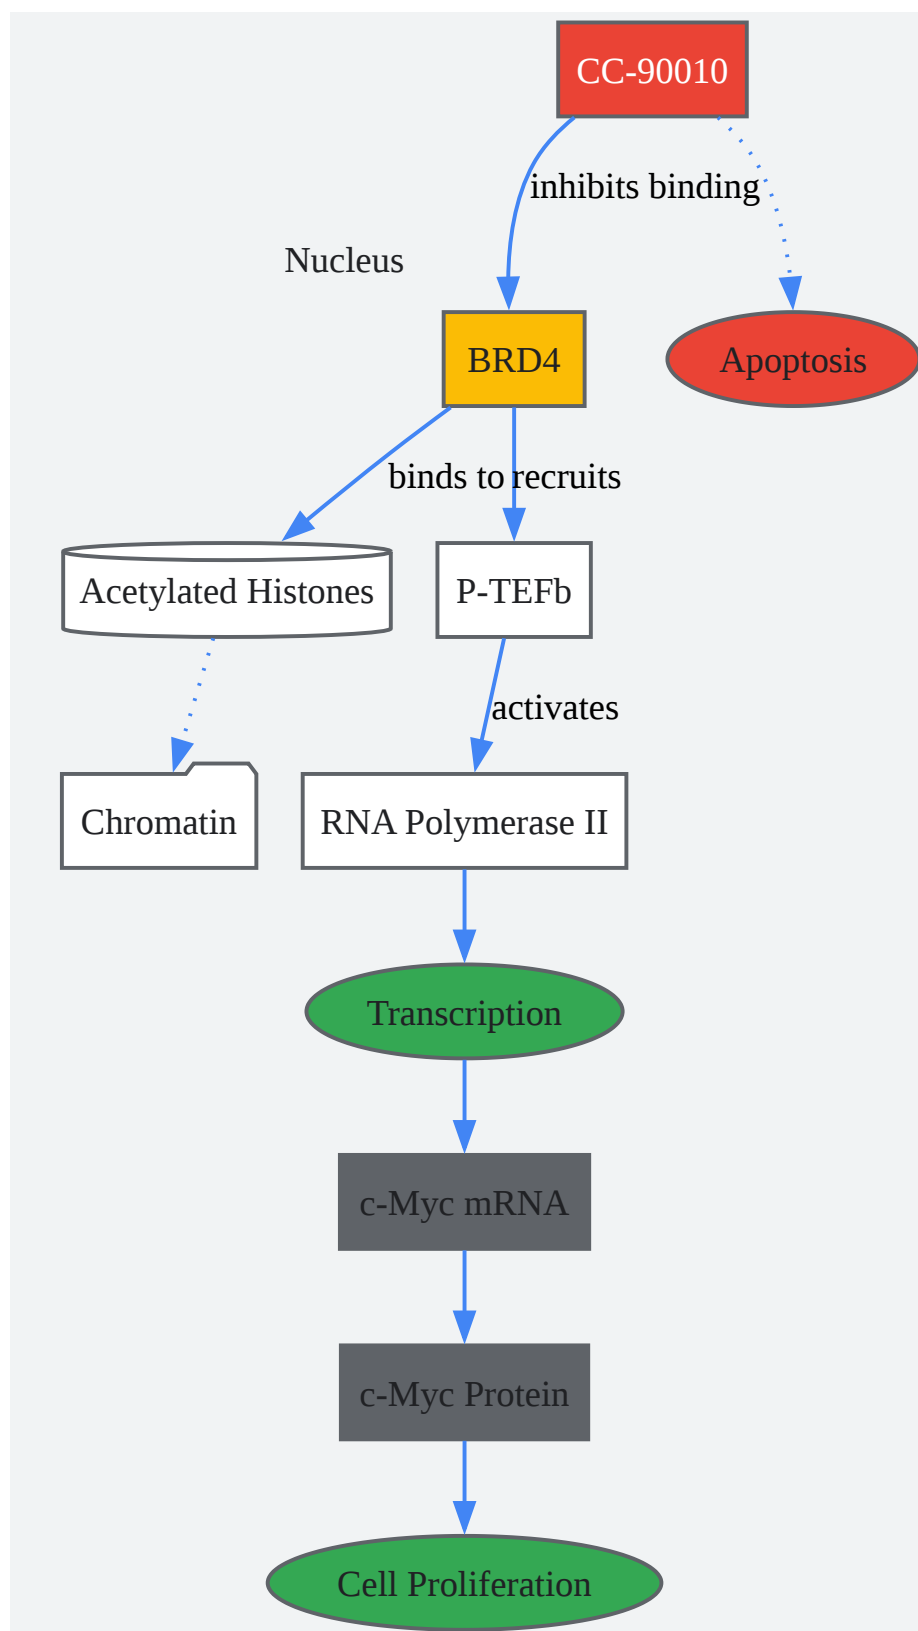 CC-90010
inhibits binding
Nucleus
BRD4
Apoptosis
binds to
recruits
Acetylated Histones
P-TEFb
activates
Chromatin
RNA Polymerase II
Transcription
c-Myc mRNA
c-Myc Protein
Cell Proliferation